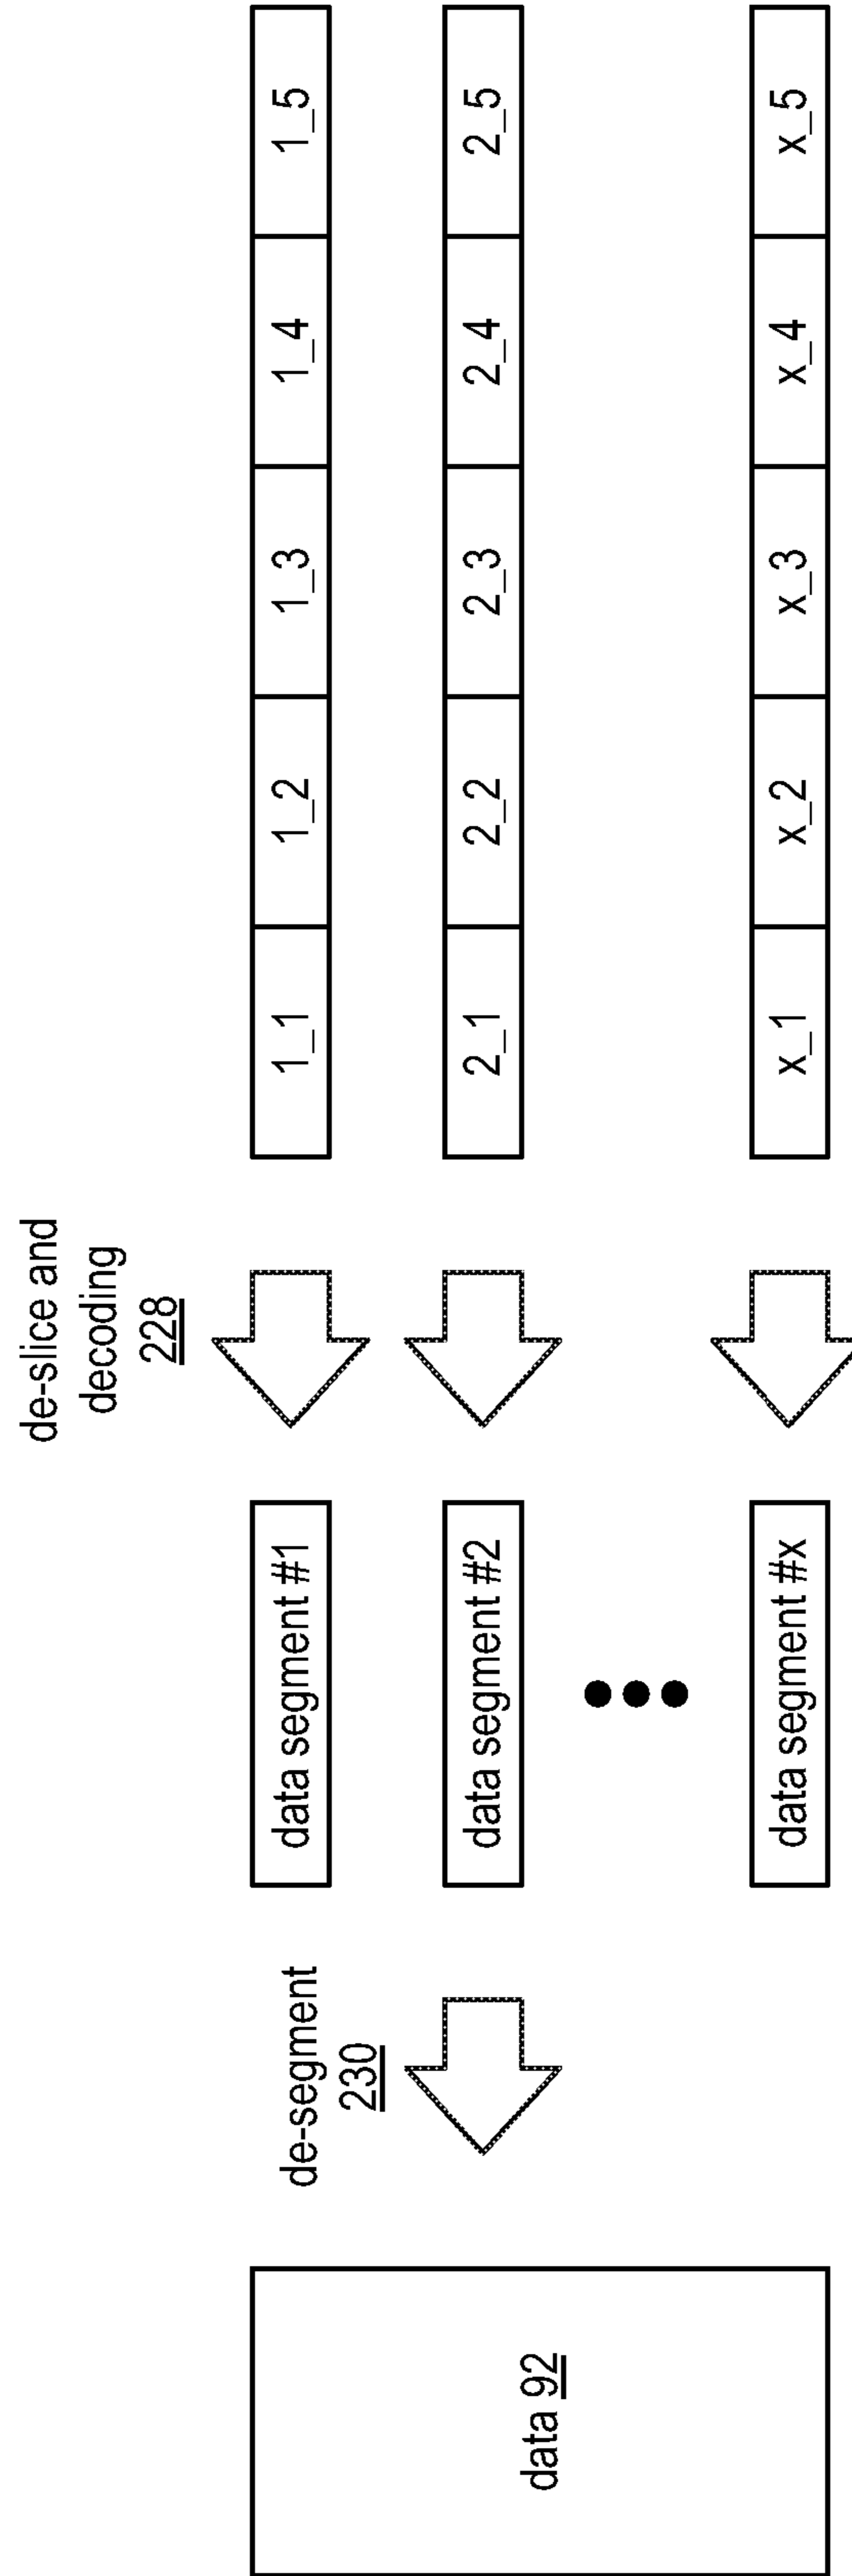 de-slice and
decoding
228
de-segment
230
data 92
data segment #1
1_1 1_2 1_3 1_4 1_5
data segment #2
2_1 2_2 2_3 2_4 2_5
data segment #x
x_1 x_2 x_3 x_4 x_5